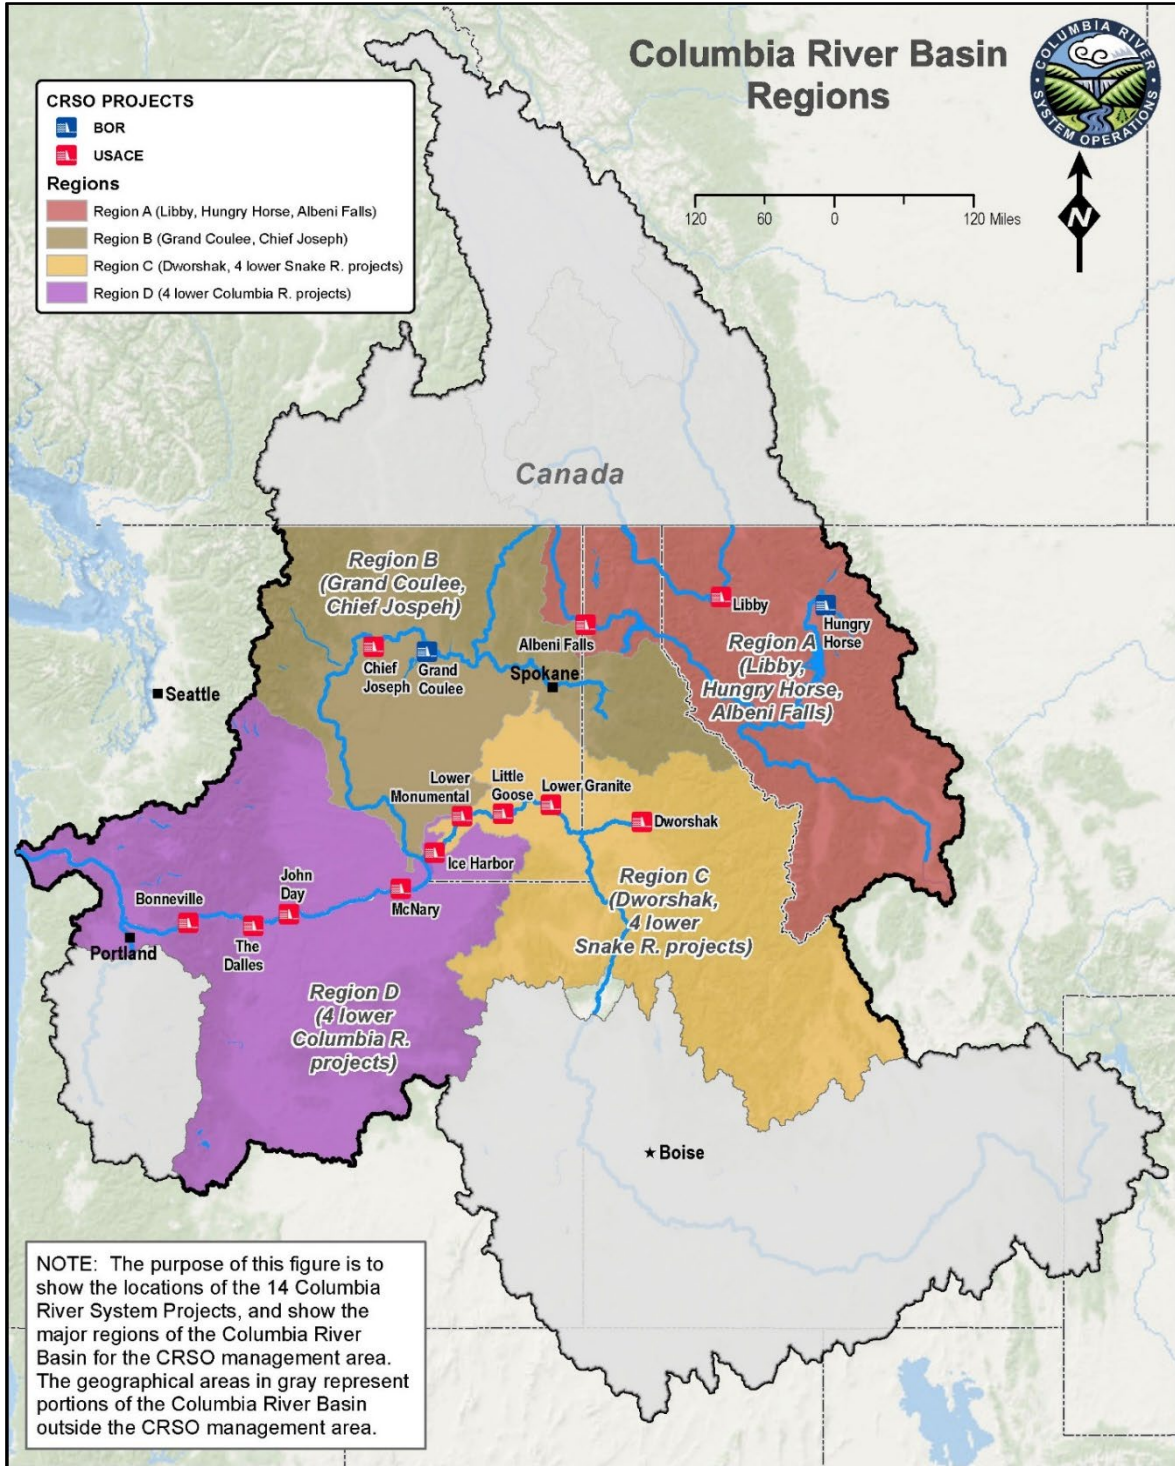 Columbia River Basin
Regions
COLUMBIA RIVER
SYSTEM OPERATIONS
CRSO PROJECTS
BOR
USACE
Regions
Region A (Libby, Hungry Horse, Albeni Falls)
Region B (Grand Coulee, Chief Joseph)
Region C (Dworshak, 4 lower Snake R. projects)
Region D (4 lower Columbia R. projects)
120 60 0 120 Miles
N
Canada
Region B
(Grand Coulee,
Chief Jospeh)
Libby
Hungry
Horse
Albeni Falls
Region A
(Libby,
Hungry Horse,
Albeni Falls)
Chief
Joseph
Grand
Coulee
Spokane
Seattle
Lower
Monumental
Little
Goose
Lower Granite
Dworshak
Ice Harbor
Region C
(Dworshak,
4 lower
Snake R. projects)
John
Day
Bonneville
McNary
The
Dalles
Portland
Region D
(4 lower
Columbia R.
projects)
Boise
NOTE: The purpose of this figure is to
show the locations of the 14 Columbia
River System Projects, and show the
major regions of the Columbia River
Basin for the CRSO management area.
The geographical areas in gray represent
portions of the Columbia River Basin
outside the CRSO management area.